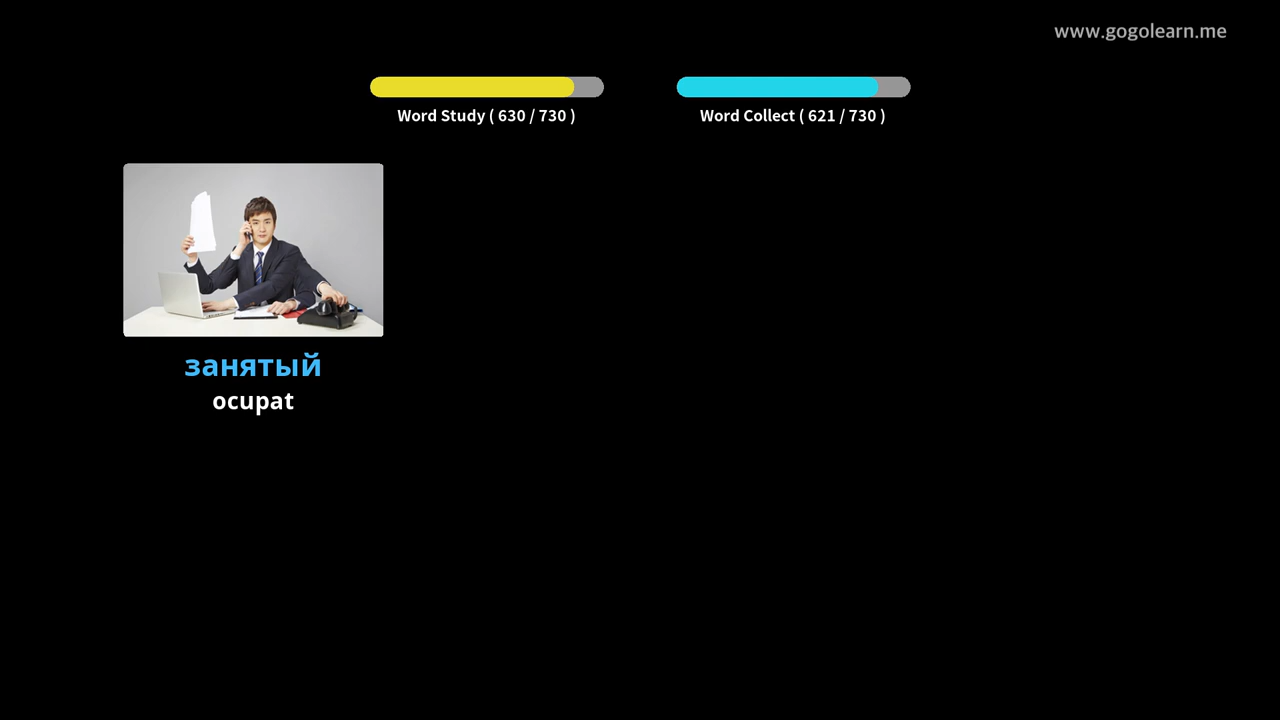 www.gogolearn.me
Word Study ( 630 / 730 )
Word Collect ( 621 / 730 )
занятый
ocupat